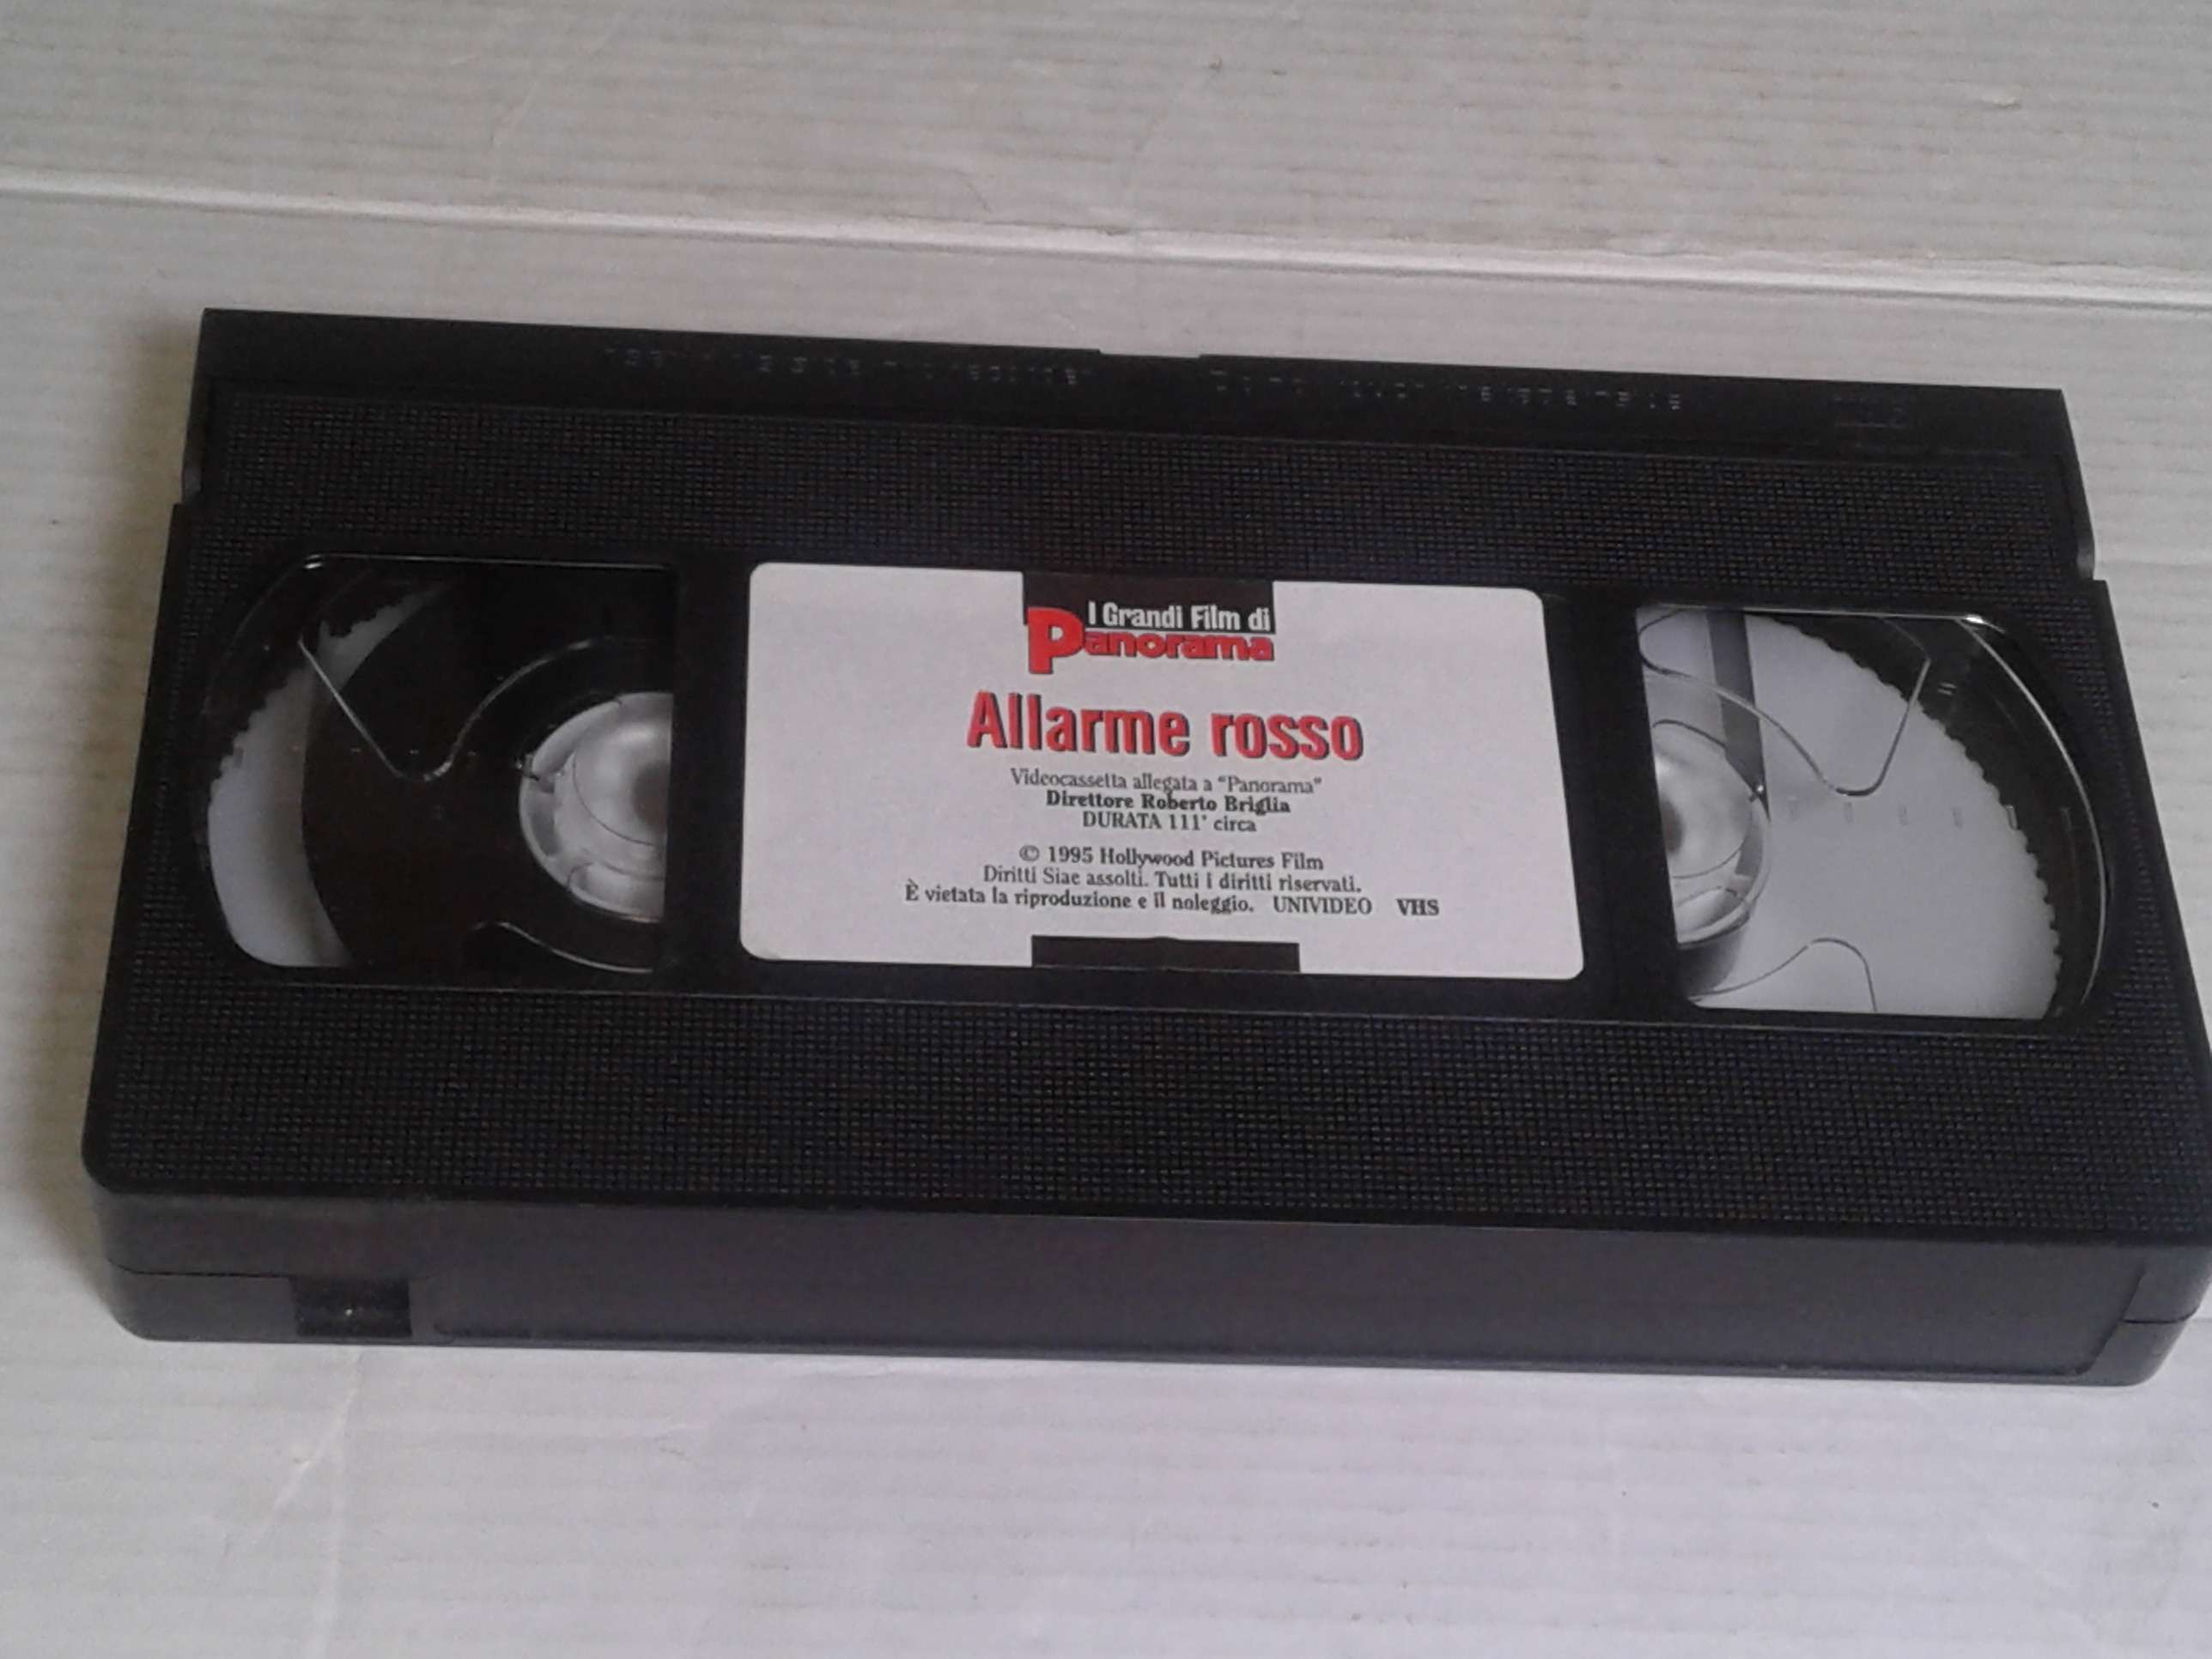 I Grandi Film di
Panorama
Allarme rosso
Videocassetta allegata a "Panorama"
Direttore Roberto Briglia
DURATA 111' circa
© 1995 Hollywood Pictures Film
Diritti Siae assolti. Tutti i diritti riservati.
È vietata la riproduzione e il noleggio. UNIVIDEO VHS